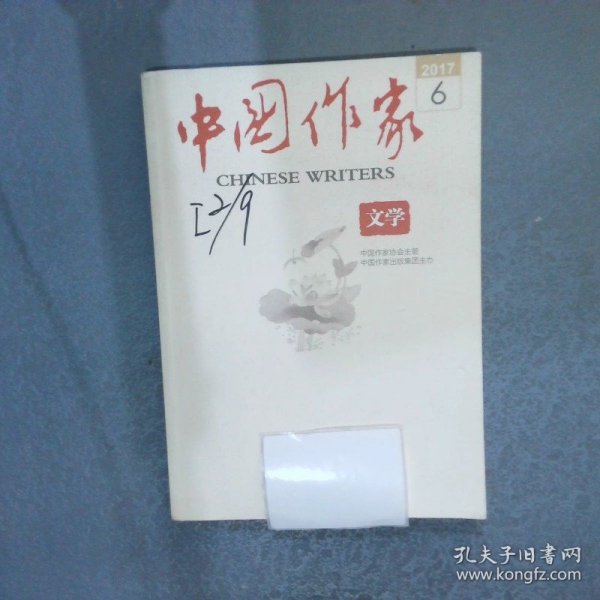 2017
6
中国作家
CHINESE WRITERS
I2/9
文学
中国作家协会主管
中国作家出版集团主办
孔夫子旧书网
www.kongfz.com